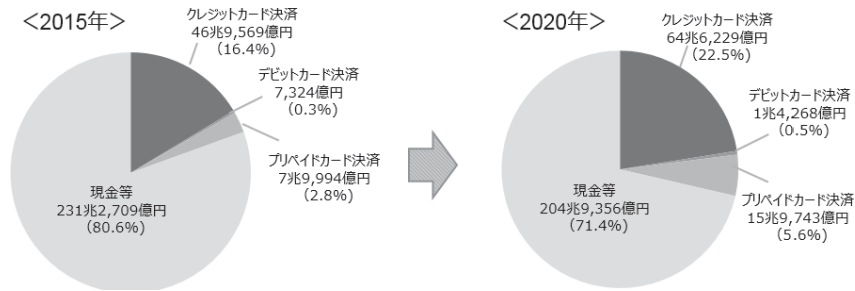 <2015年>
クレジットカード決済
46兆9,569億円
(16.4%)
デビットカード決済
7,324億円
(0.3%)
プリペイドカード決済
7兆9,994億円
(2.8%)
現金等
231兆2,709億円
(80.6%)
<2020年>
クレジットカード決済
64兆6,229億円
(22.5%)
デビットカード決済
1兆4,268億円
(0.5%)
プリペイドカード決済
15兆9,743億円
(5.6%)
現金等
204兆9,356億円
(71.4%)